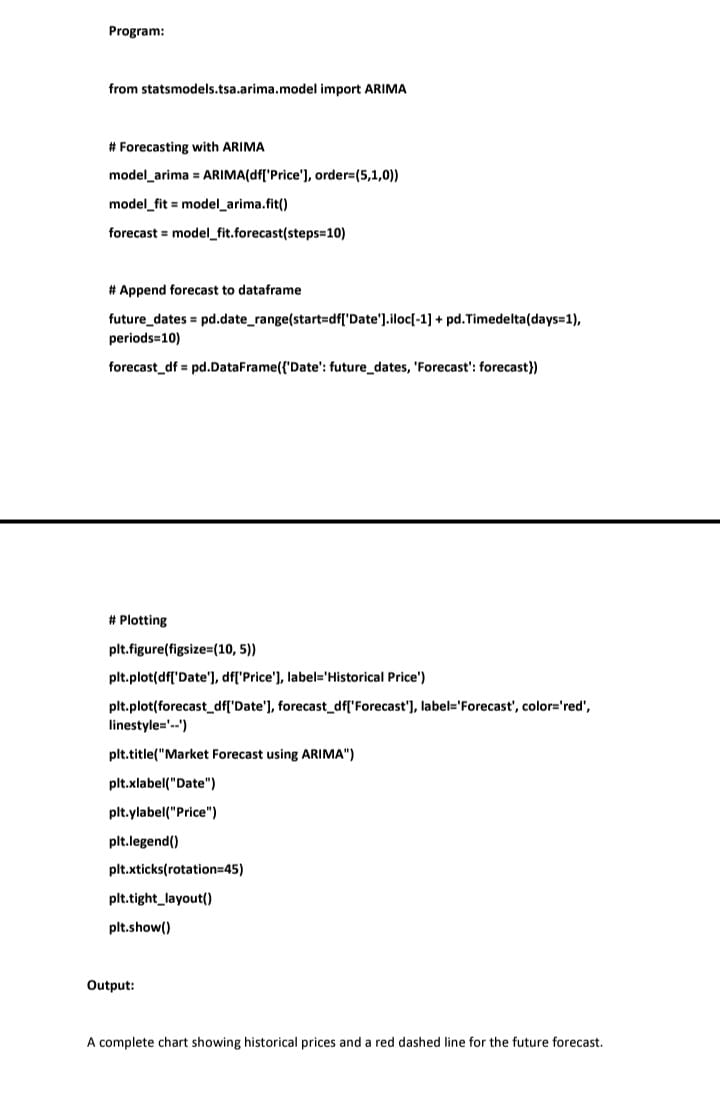 Program:
from statsmodels.tsa.arima.model import ARIMA
# Forecasting with ARIMA
model_arima = ARIMA(df['Price'], order=(5,1,0))
model_fit = model_arima.fit()
forecast = model_fit.forecast(steps=10)
# Append forecast to dataframe
future_dates = pd.date_range(start=df['Date'].iloc[-1] + pd.Timedelta(days=1),
periods=10)
forecast_df = pd.DataFrame({'Date': future_dates, 'Forecast': forecast})
# Plotting
plt.figure(figsize=(10, 5))
plt.plot(df['Date'], df['Price'], label='Historical Price')
plt.plot(forecast_df['Date'], forecast_df['Forecast'], label='Forecast', color='red',
linestyle='--')
plt.title("Market Forecast using ARIMA")
plt.xlabel("Date")
plt.ylabel("Price")
plt.legend()
plt.xticks(rotation=45)
plt.tight_layout()
plt.show()
Output:
A complete chart showing historical prices and a red dashed line for the future forecast.